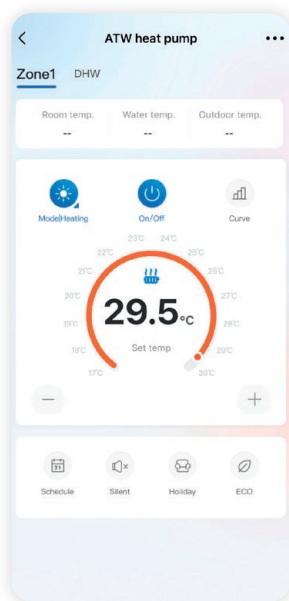 ATW heat pump
Zone1 DHW
Room temp. Water temp. Outdoor temp.
-- -- --
Mode|Heating On/Off Curve
23°C 24°C
22°C 25°C
21°C 26°C
20°C 27°C
19°C 28°C
18°C 29°C
17°C 30°C
29.5°C
Set temp
31
Schedule Silent Holiday ECO